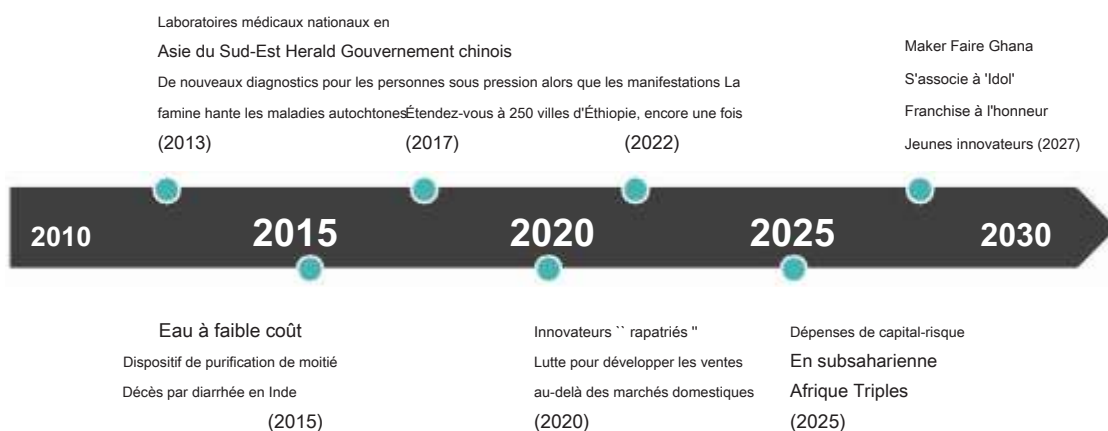 Laboratoires médicaux nationaux en
Asie du Sud-Est Herald Gouvernement chinois
De nouveaux diagnostics pour les personnes sous pression alors que les manifestations La
famine hante les maladies autochtonesÉtendez-vous à 250 villes d'Éthiopie, encore une fois
(2013) (2017) (2022)
Maker Faire Ghana
S'associe à 'Idol'
Franchise à l'honneur
Jeunes innovateurs (2027)
2010 2015 2020 2025 2030
Eau à faible coût
Dispositif de purification de moitié
Décès par diarrhée en Inde
(2015)
Innovateurs `` rapatriés "
Lutte pour développer les ventes
au-delà des marchés domestiques
(2020)
Dépenses de capital-risque
En subsaharienne
Afrique Triples
(2025)